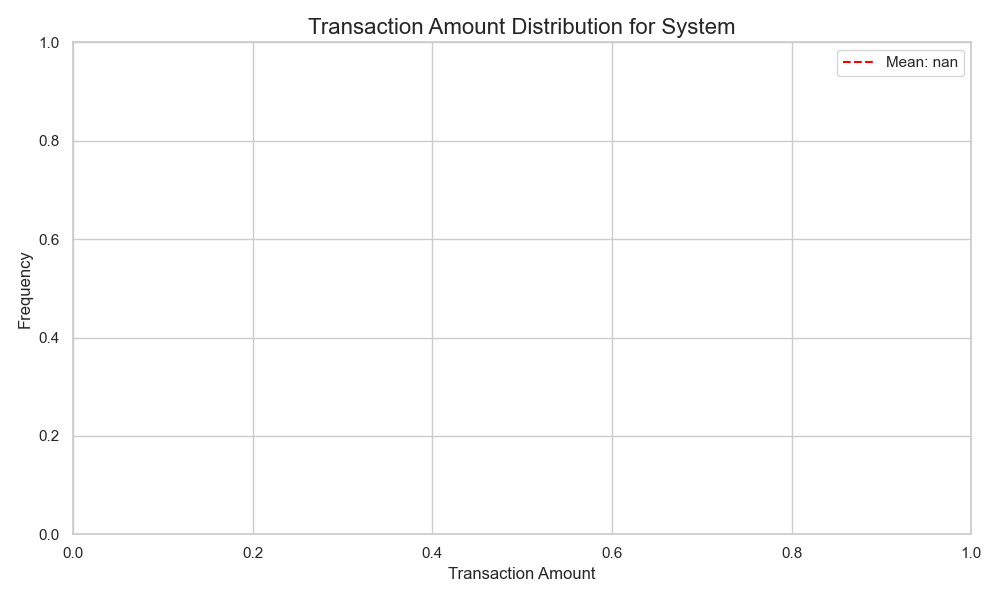 Transaction Amount Distribution for System
1.0
Mean: nan
0.8
0.6
Frequency
0.4
0.2
0.0
0.0 0.2 0.4 0.6 0.8 1.0
Transaction Amount